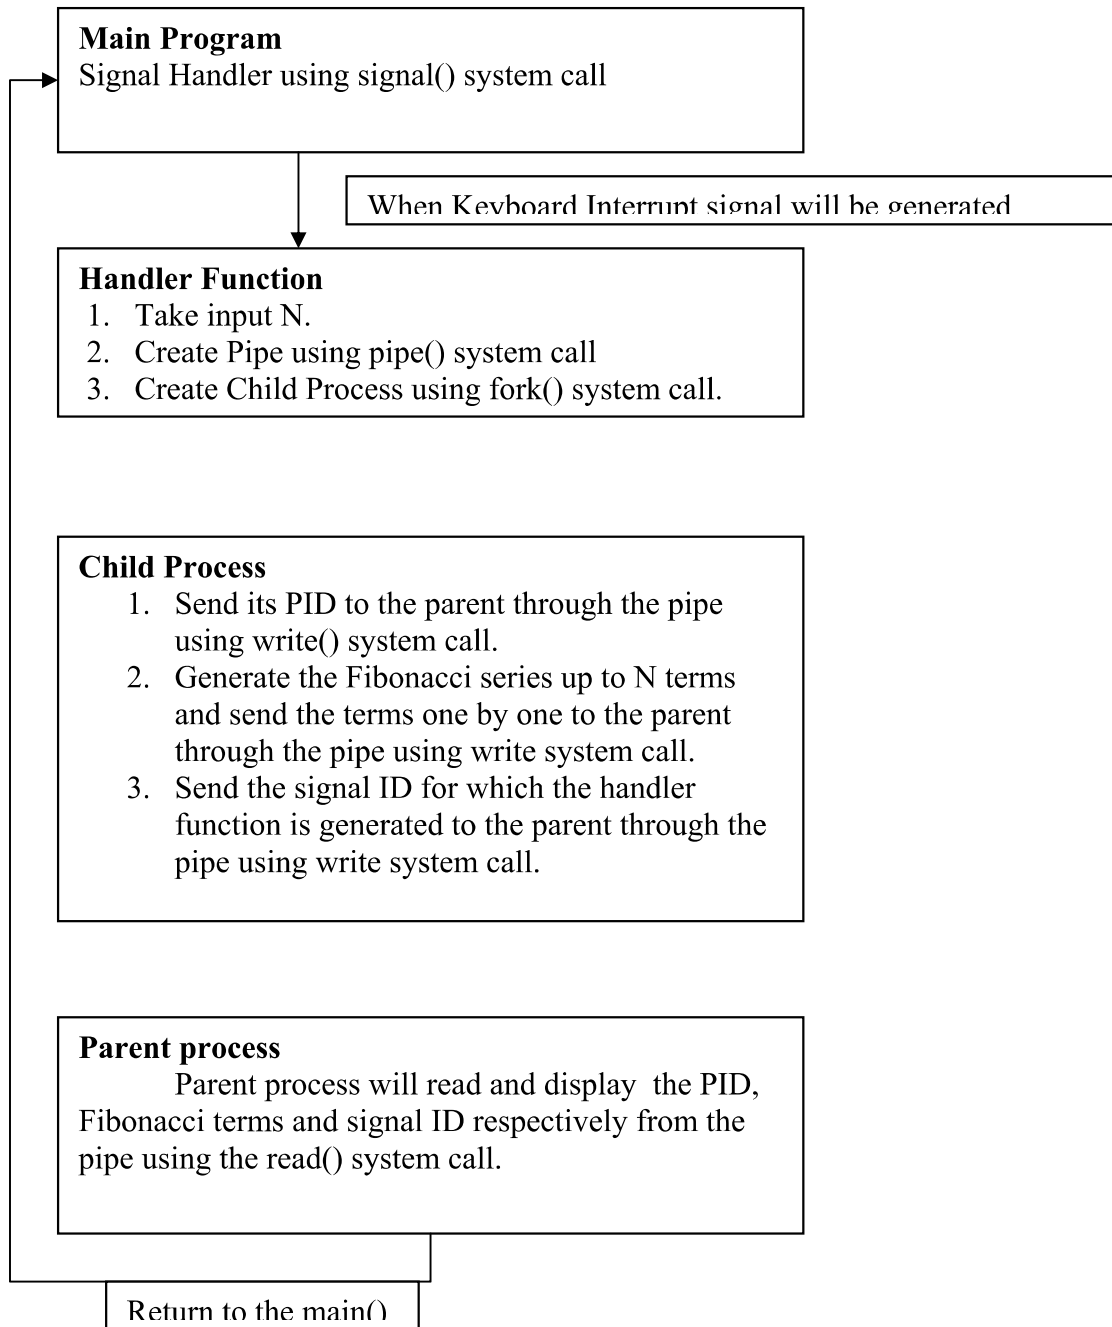 Main Program
Signal Handler using signal() system call
When Keyboard Interrupt signal will be generated
Handler Function
1. Take input N.
2. Create Pipe using pipe() system call
3. Create Child Process using fork() system call.
Child Process
1. Send its PID to the parent through the pipe
using write() system call.
2. Generate the Fibonacci series up to N terms
and send the terms one by one to the parent
through the pipe using write system call.
3. Send the signal ID for which the handler
function is generated to the parent through the
pipe using write system call.
Parent process
Parent process will read and display the PID,
Fibonacci terms and signal ID respectively from the
pipe using the read() system call.
Return to the main()